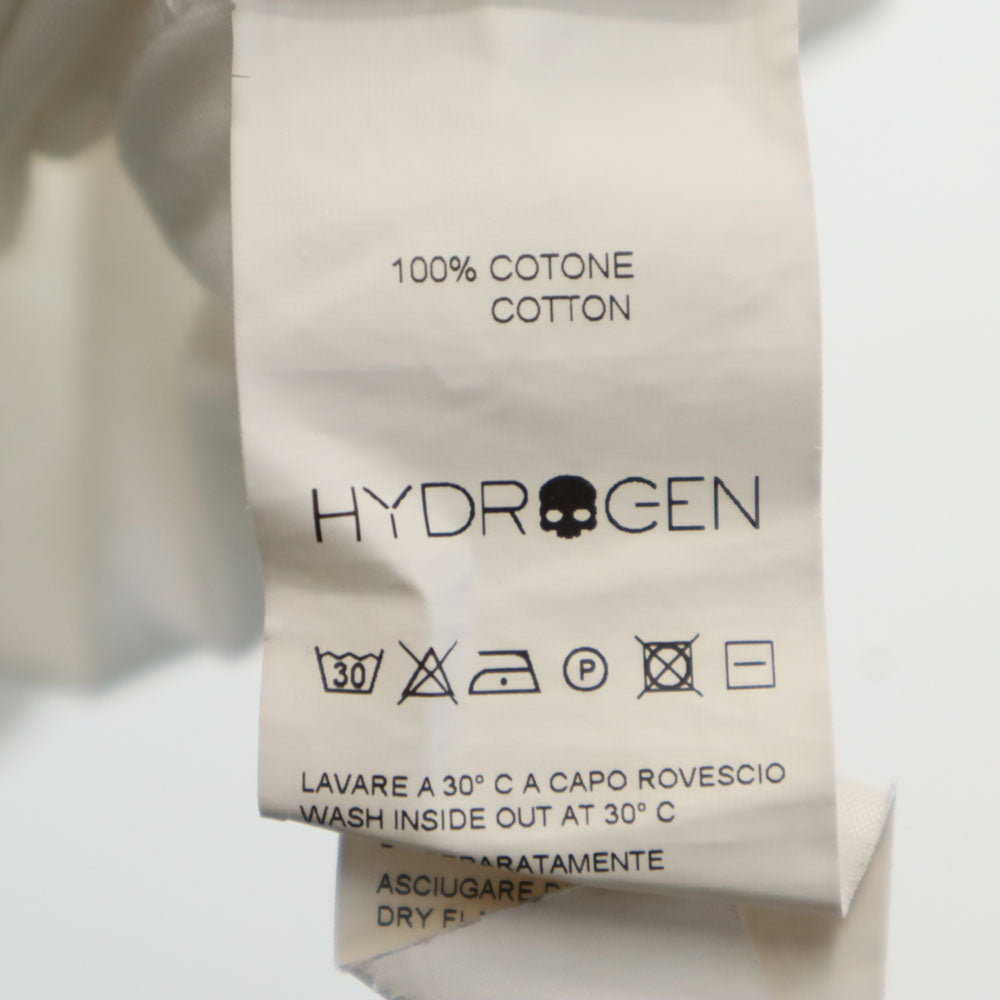 100% COTONE
COTTON
HYDROGEN
30 P
LAVARE A 30° C A CAPO ROVESCIO
WASH INSIDE OUT AT 30° C
ASCIUGARE
DRY